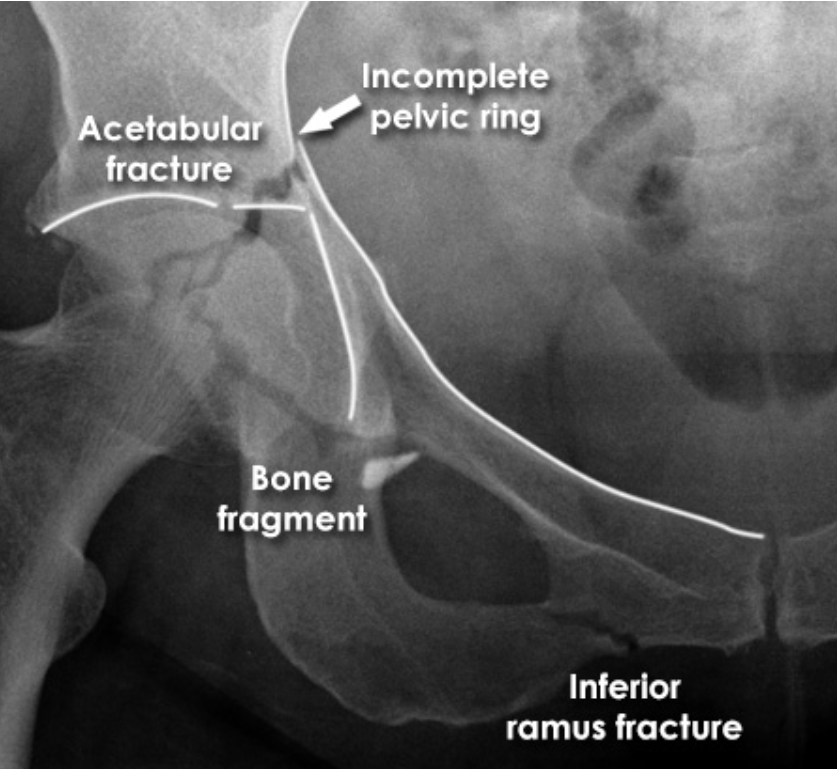 Incomplete
pelvic ring
Acetabular
fracture
Bone
fragment
Inferior
ramus fracture